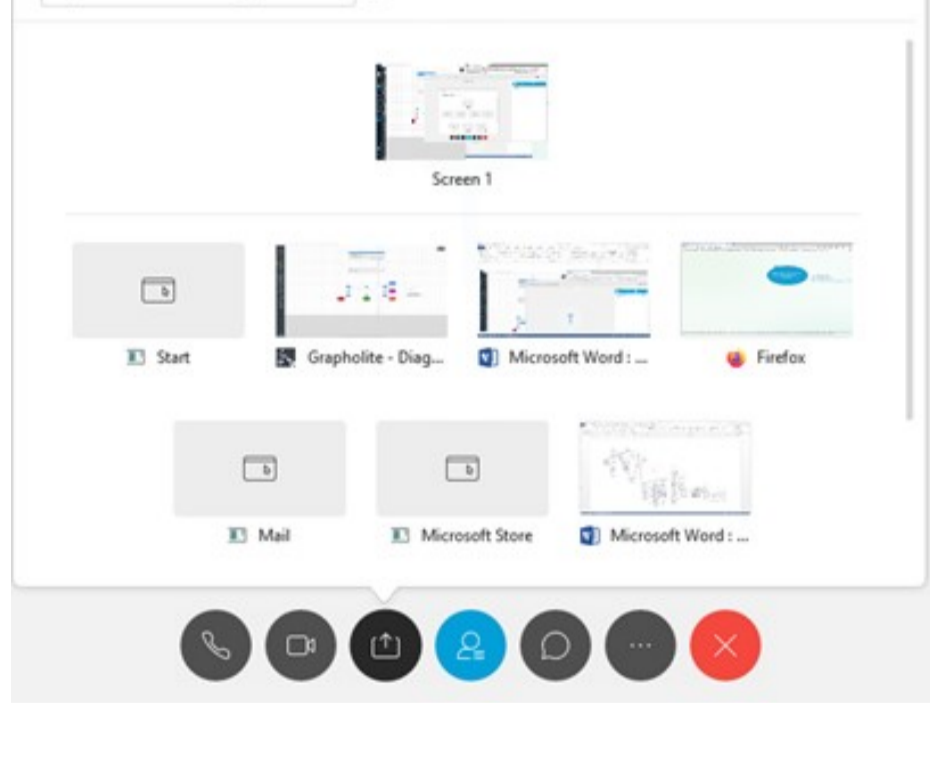 Screen 1
Start
Grapholite - Diag...
Microsoft Word : ...
Firefox
Mail
Microsoft Store
Microsoft Word : ...